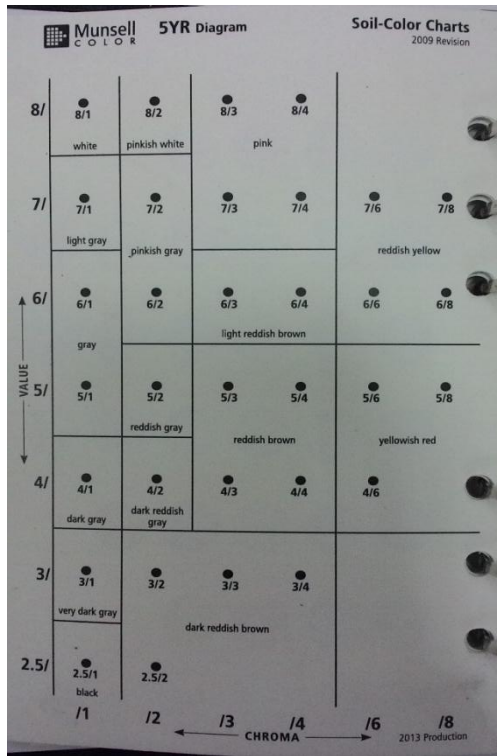 Munsell COLOR
5YR Diagram
Soil-Color Charts
2009 Revision
8/ 8/1 8/2 8/3 8/4
white pinkish white pink
7/ 7/1 7/2 7/3 7/4 7/6 7/8
light gray pinkish gray reddish yellow
6/ 6/1 6/2 6/3 6/4 6/6 6/8
gray light reddish brown
VALUE
5/ 5/1 5/2 5/3 5/4 5/6 5/8
reddish gray reddish brown yellowish red
4/ 4/1 4/2 4/3 4/4 4/6
dark gray dark reddish gray
3/ 3/1 3/2 3/3 3/4
very dark gray dark reddish brown
2.5/ 2.5/1 2.5/2
black
/1 /2 /3 /4 /6 /8
CHROMA
2013 Production